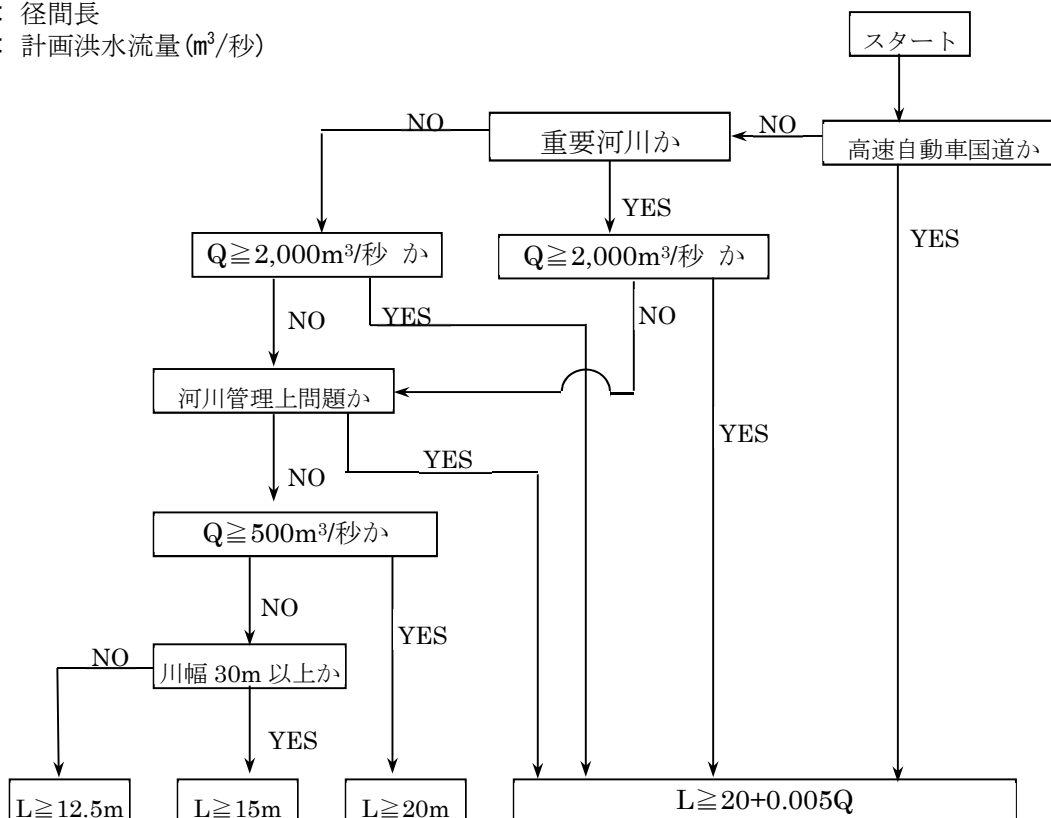 : 径間長
: 計画洪水流量(m³/秒)
スタート
高速自動車国道か
NO
重要河川か
NO
YES
YES
Q≧2,000m³/秒 か
Q≧2,000m³/秒 か
NO
YES
NO
河川管理上問題か
YES
YES
NO
Q≧500m³/秒か
NO
YES
川幅 30m 以上か
NO
YES
L≧12.5m
L≧15m
L≧20m
L≧20+0.005Q